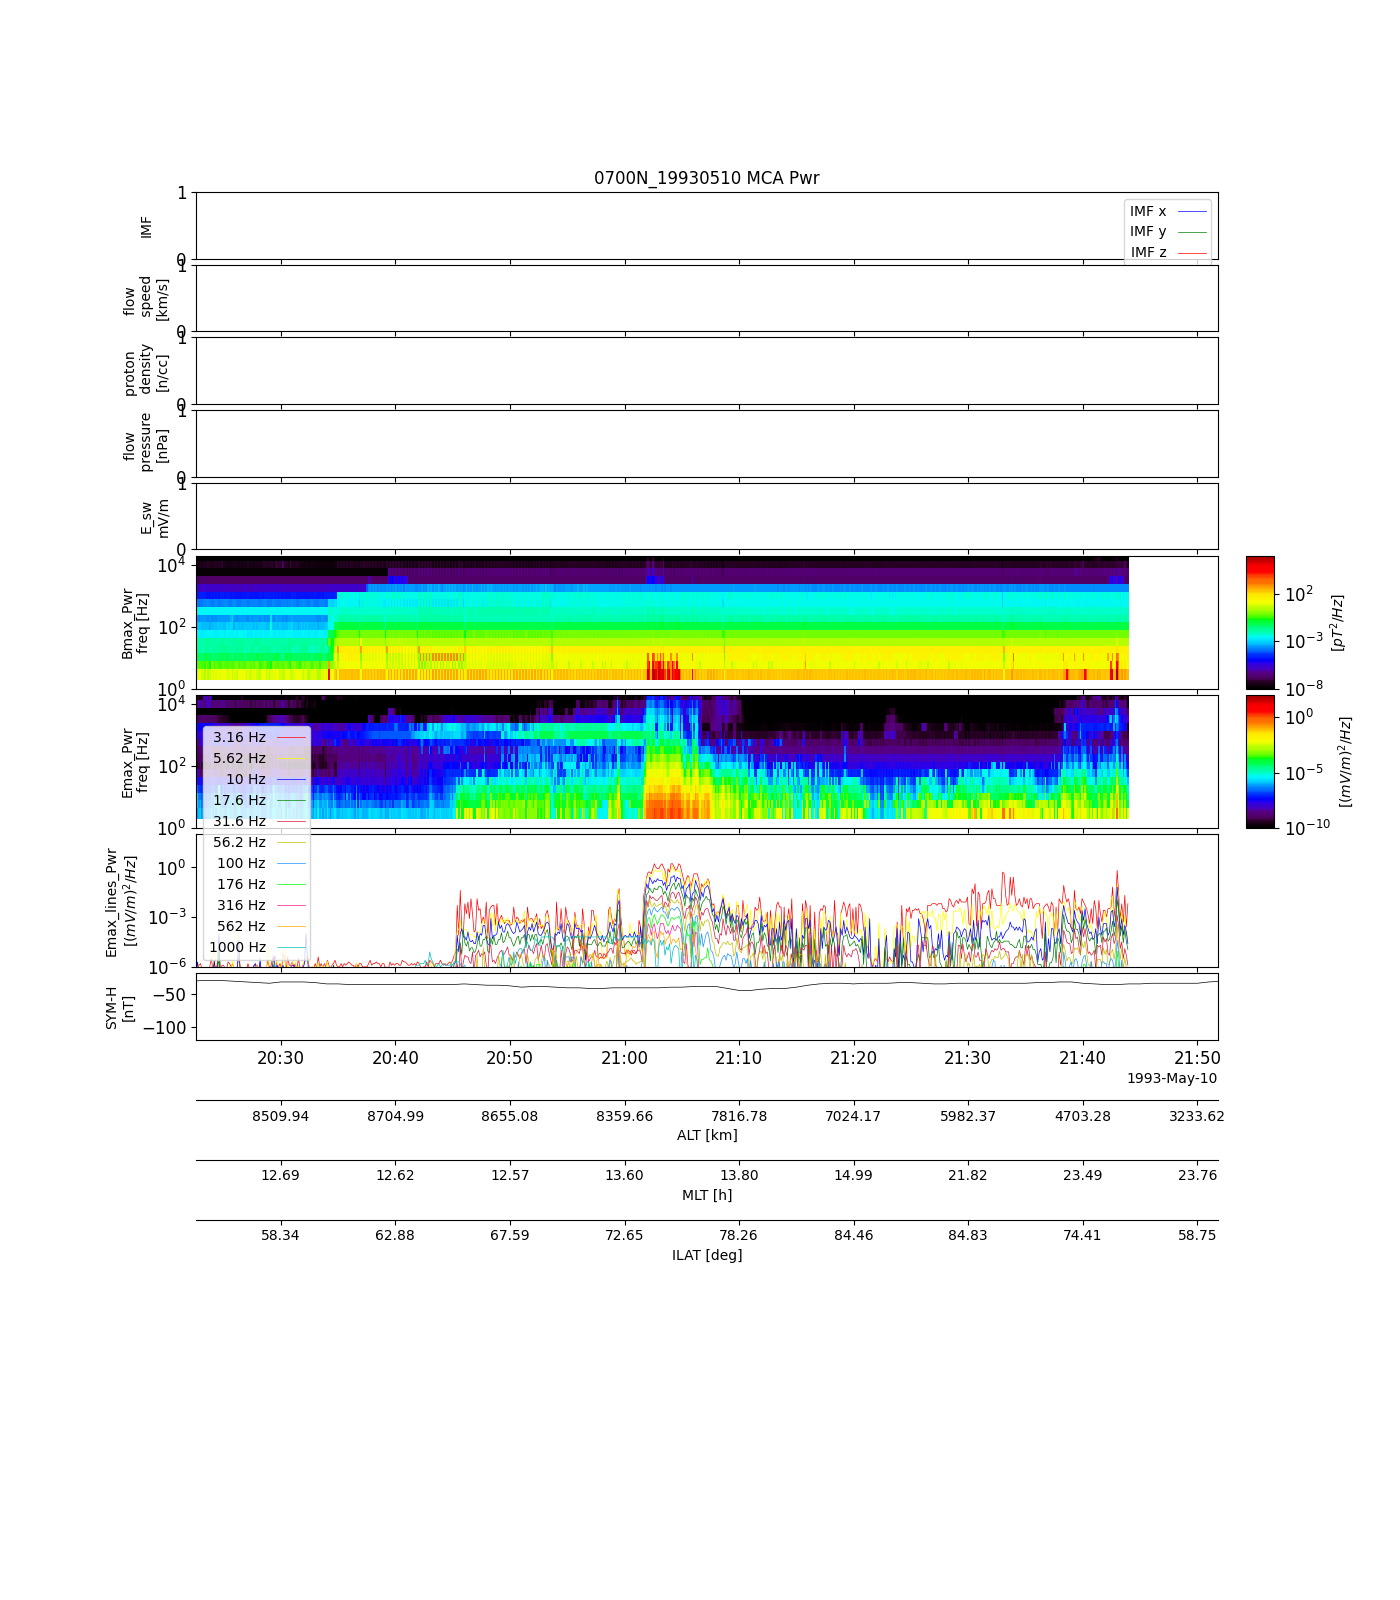 0700N_19930510 MCA Pwr
1
IMF
0
IMF x
IMF y
IMF z
1
flow
speed
[km/s]
0
1
proton
density
[n/cc]
0
1
flow
pressure
[nPa]
0
1
E_sw
mV/m
0
10^4
10^2
10^0
Bmax_Pwr
freq [Hz]
10^2
10^-3
10^-8
[pT^2/Hz]
10^4
10^2
10^0
Emax_Pwr
freq [Hz]
10^0
10^-5
10^-10
[(mV/m)^2/Hz]
3.16 Hz
5.62 Hz
10 Hz
17.6 Hz
31.6 Hz
56.2 Hz
100 Hz
176 Hz
316 Hz
562 Hz
1000 Hz
10^0
10^-3
10^-6
Emax_lines_Pwr
[(mV/m)^2/Hz]
−50
−100
SYM-H
[nT]
20:30 20:40 20:50 21:00 21:10 21:20 21:30 21:40 21:50
1993-May-10
8509.94 8704.99 8655.08 8359.66 7816.78 7024.17 5982.37 4703.28 3233.62
ALT [km]
12.69 12.62 12.57 13.60 13.80 14.99 21.82 23.49 23.76
MLT [h]
58.34 62.88 67.59 72.65 78.26 84.46 84.83 74.41 58.75
ILAT [deg]